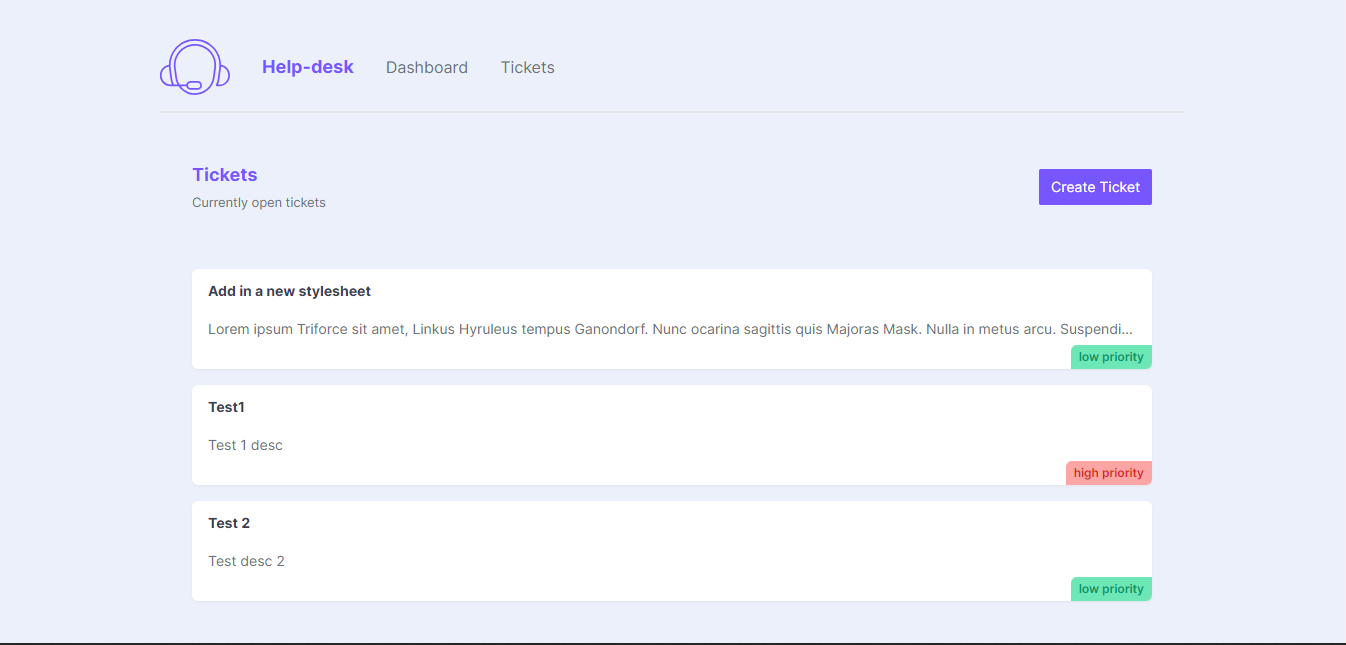 Help-desk Dashboard Tickets
Tickets
Create Ticket
Currently open tickets
Add in a new stylesheet
Lorem ipsum Triforce sit amet, Linkus Hyruleus tempus Ganondorf. Nunc ocarina sagittis quis Majoras Mask. Nulla in metus arcu. Suspendi...
low priority
Test1
Test 1 desc
high priority
Test 2
Test desc 2
low priority